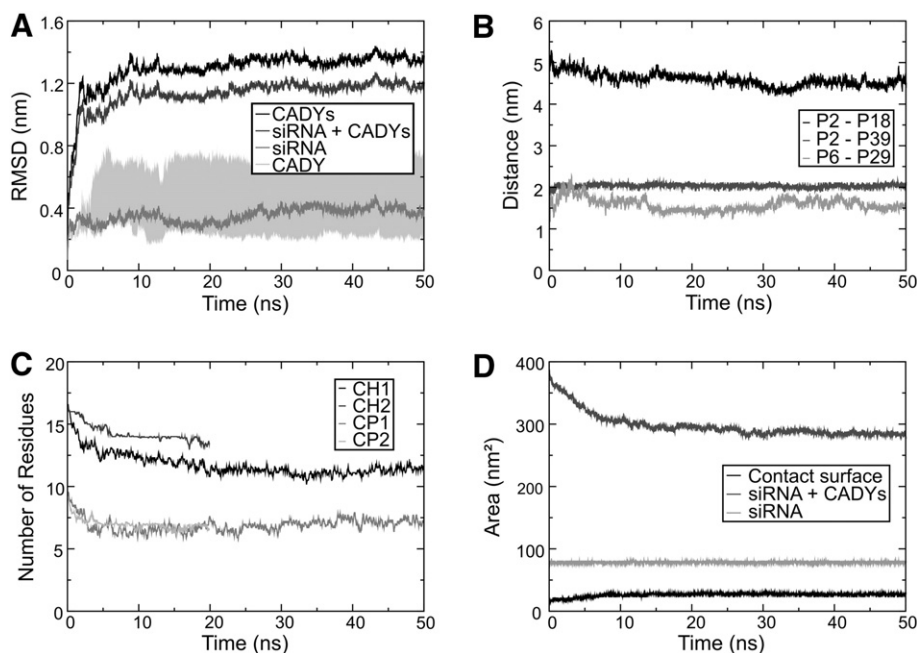 A
1.6
1.2
0.8
0.4
0
RMSD (nm)
CADYs
siRNA + CADYs
siRNA
CADY
0 10 20 30 40 50
Time (ns)
B
6
5
4
3
2
1
0
Distance (nm)
P2 - P18
P2 - P39
P6 - P29
0 10 20 30 40 50
Time (ns)
C
20
15
10
5
0
Number of Residues
CH1
CH2
CP1
CP2
0 10 20 30 40 50
Time (ns)
D
400
300
200
100
0
Area (nm²)
Contact surface
siRNA + CADYs
siRNA
0 10 20 30 40 50
Time (ns)